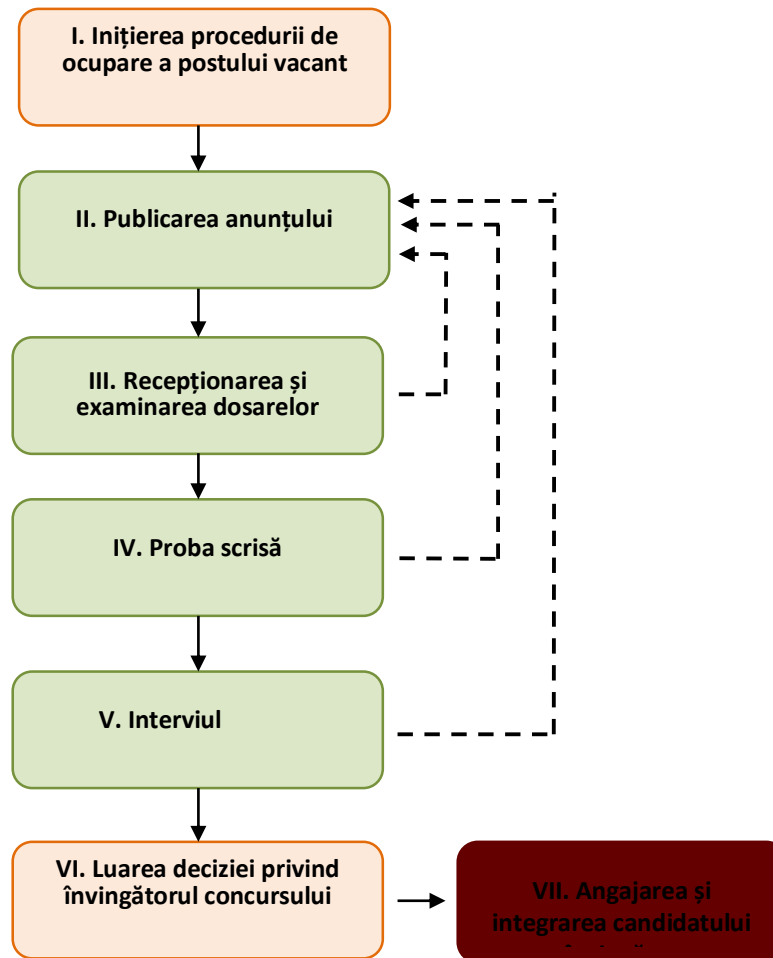 I. Inițierea procedurii de
ocupare a postului vacant
II. Publicarea anunțului
III. Recepționarea și
examinarea dosarelor
IV. Proba scrisă
V. Interviul
VI. Luarea deciziei privind
învingătorul concursului
VII. Angajarea și
integrarea candidatului